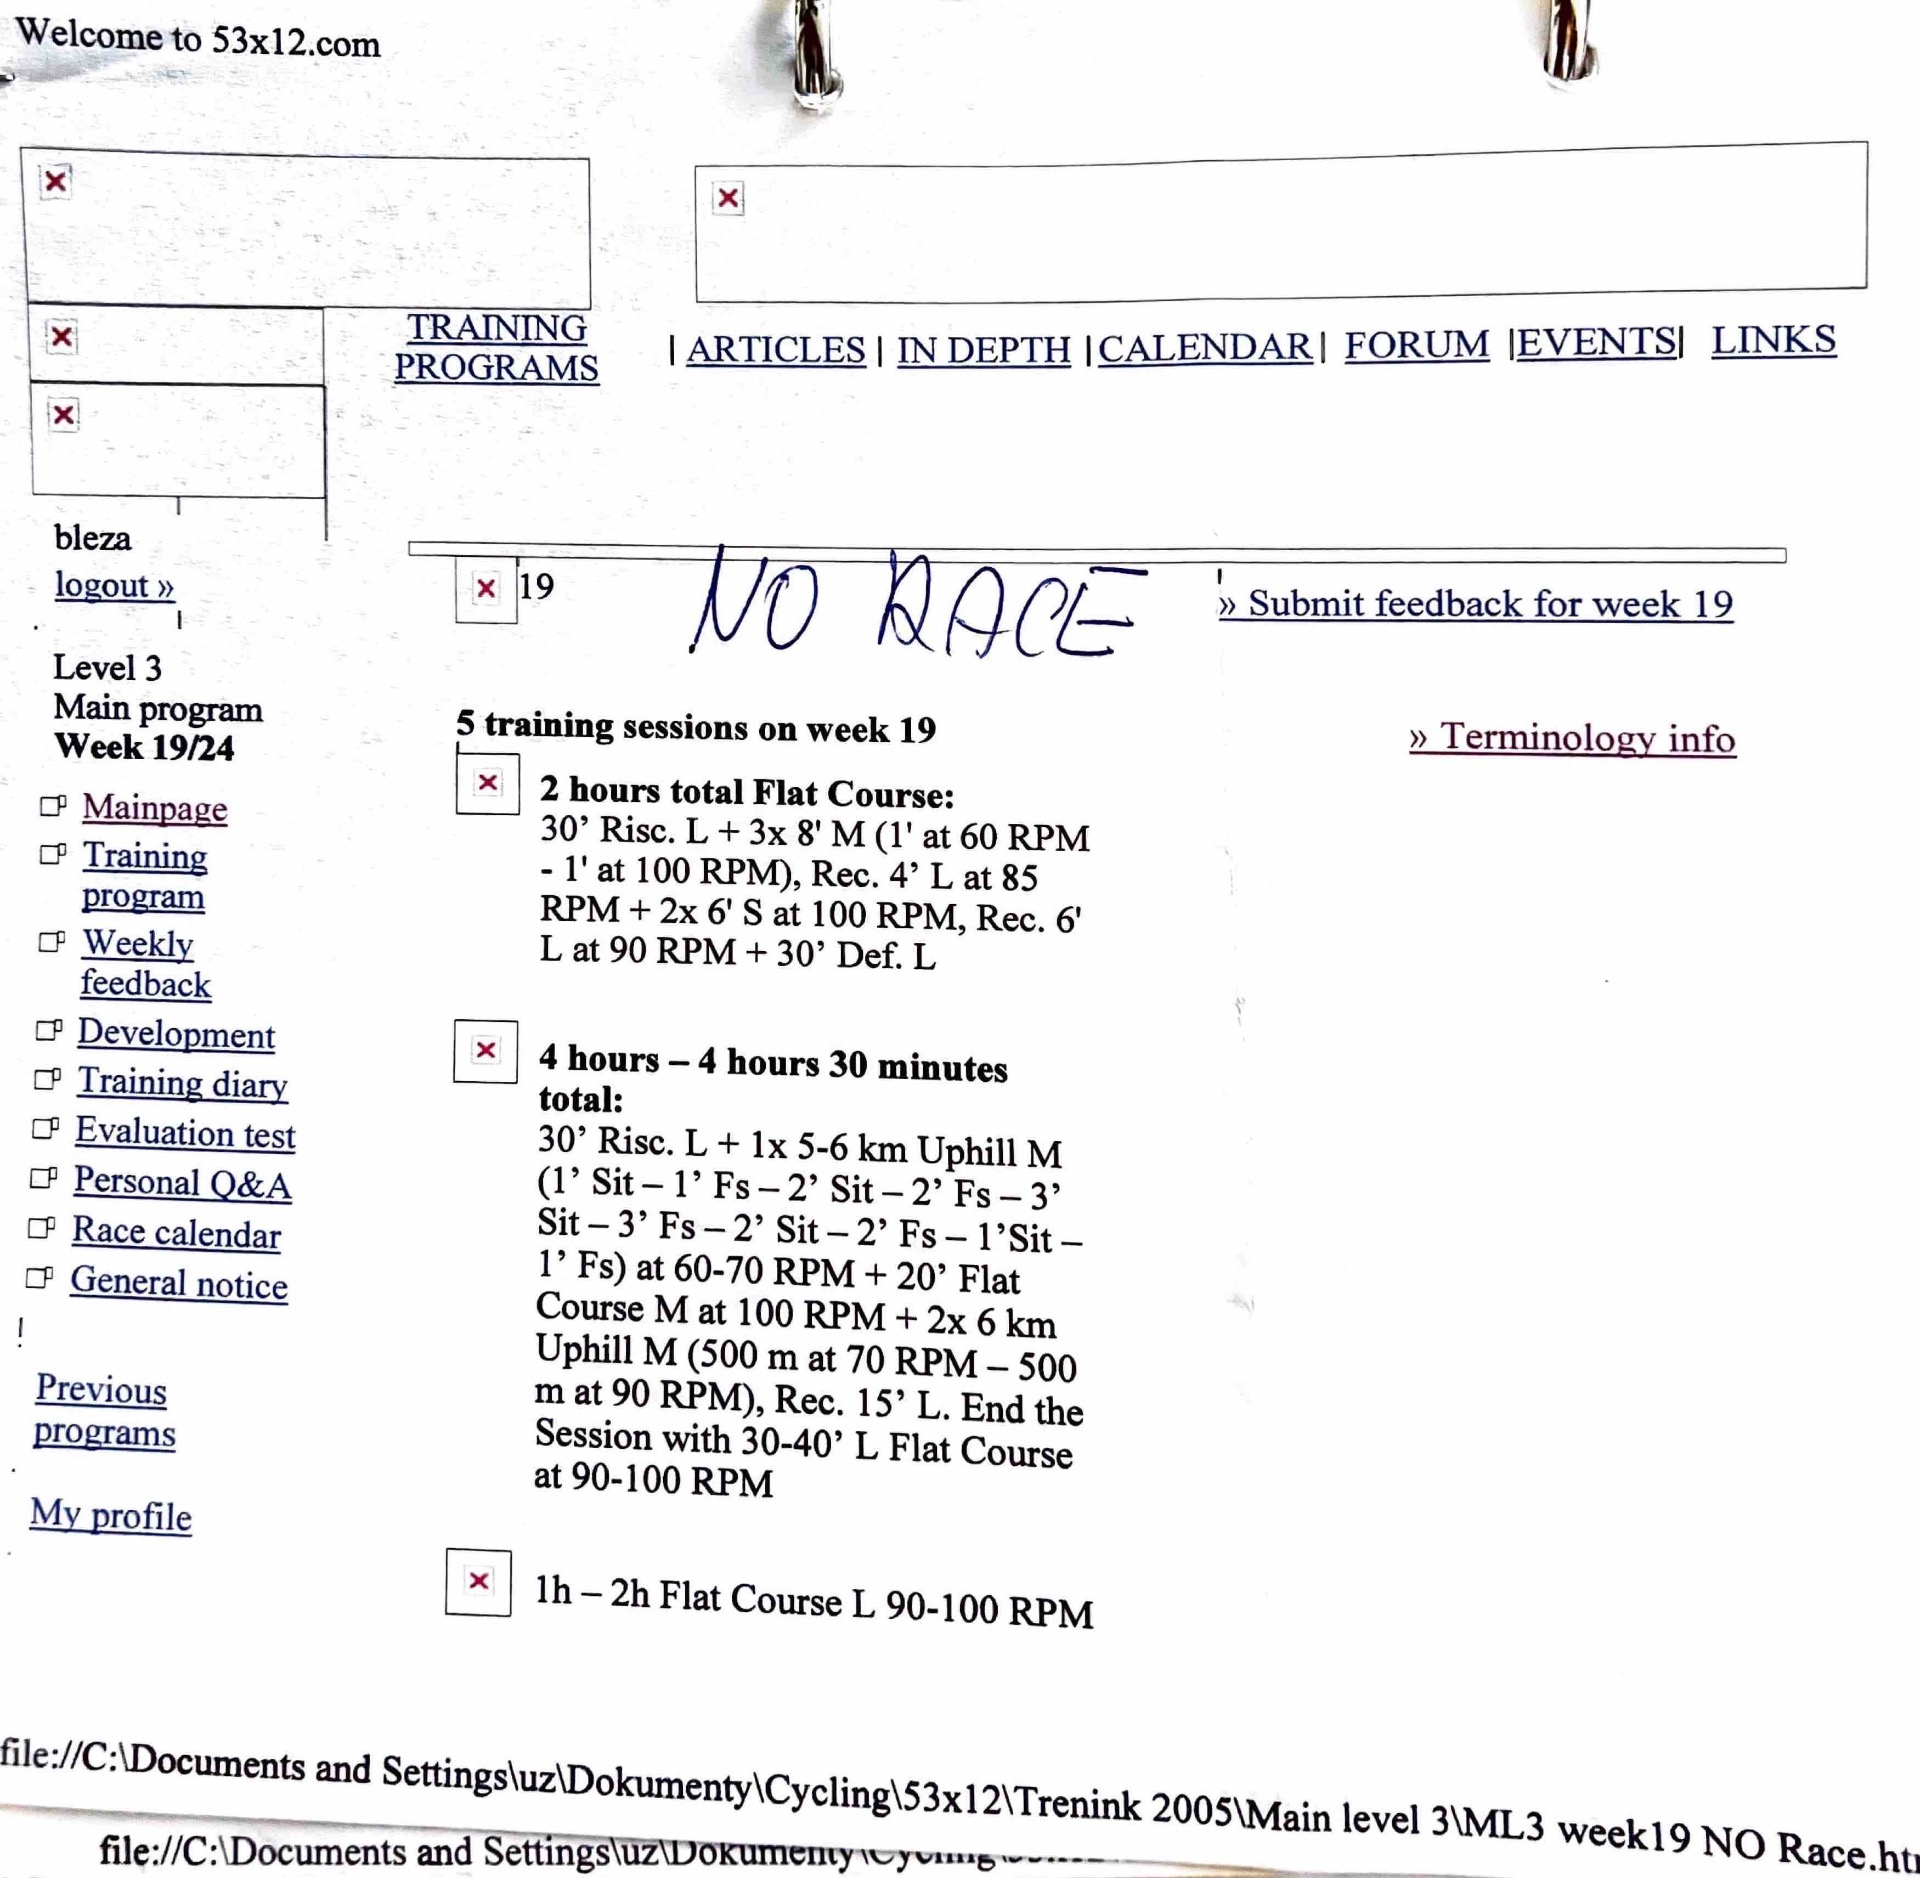 Welcome to 53x12.com
TRAINING
PROGRAMS
| ARTICLES | IN DEPTH | CALENDAR | FORUM | EVENTS | LINKS
bleza
logout »
19
NO RACE
» Submit feedback for week 19
Level 3
Main program
Week 19/24
Mainpage
Training
program
Weekly
feedback
Development
Training diary
Evaluation test
Personal Q&A
Race calendar
General notice
Previous
programs
My profile
5 training sessions on week 19
» Terminology info
2 hours total Flat Course:
30’ Risc. L + 3x 8' M (1' at 60 RPM
- 1' at 100 RPM), Rec. 4’ L at 85
RPM + 2x 6' S at 100 RPM, Rec. 6'
L at 90 RPM + 30’ Def. L
4 hours – 4 hours 30 minutes
total:
30’ Risc. L + 1x 5-6 km Uphill M
(1’ Sit – 1’ Fs – 2’ Sit – 2’ Fs – 3’
Sit – 3’ Fs – 2’ Sit – 2’ Fs – 1’Sit –
1’ Fs) at 60-70 RPM + 20’ Flat
Course M at 100 RPM + 2x 6 km
Uphill M (500 m at 70 RPM – 500
m at 90 RPM), Rec. 15’ L. End the
Session with 30-40’ L Flat Course
at 90-100 RPM
1h – 2h Flat Course L 90-100 RPM
file://C:\Documents and Settings\uz\Dokumenty\Cycling\53x12\Trenink 2005\Main level 3\ML3 week19 NO Race.htm
file://C:\Documents and Settings\uz\Dokumenty\Cycling